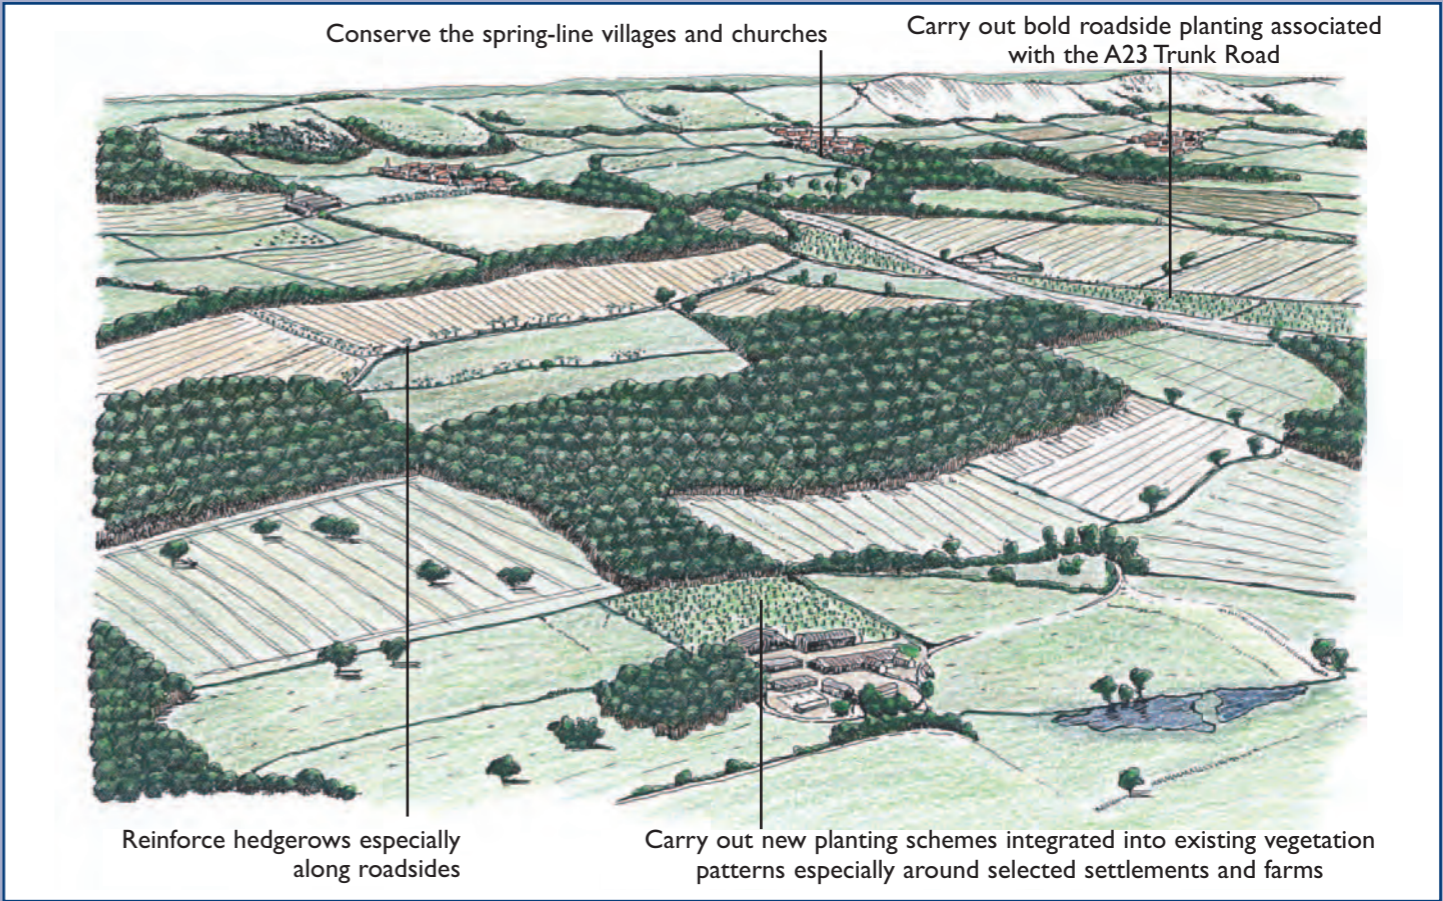 Conserve the spring-line villages and churches
Carry out bold roadside planting associated
with the A23 Trunk Road
Reinforce hedgerows especially
along roadsides
Carry out new planting schemes integrated into existing vegetation
patterns especially around selected settlements and farms